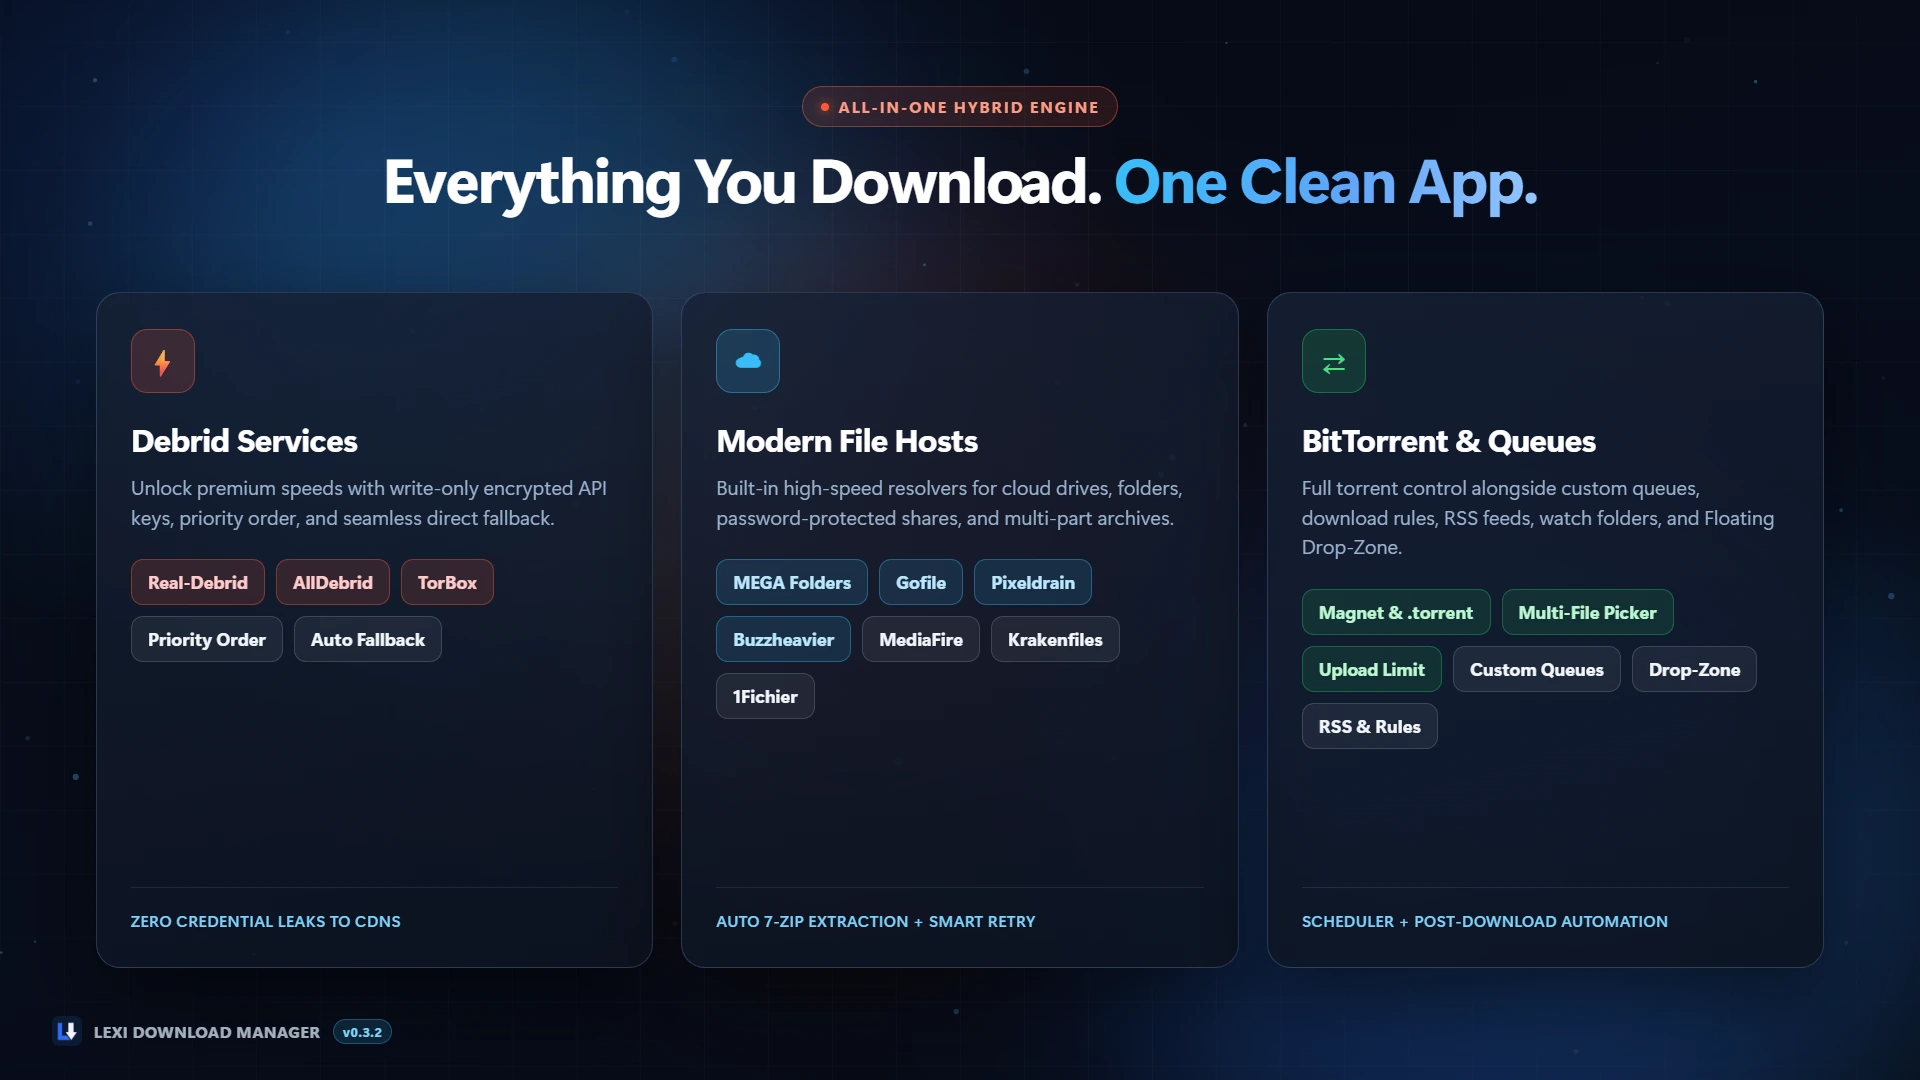 ALL-IN-ONE HYBRID ENGINE
Everything You Download. One Clean App.
Debrid Services
Unlock premium speeds with write-only encrypted API
keys, priority order, and seamless direct fallback.
Real-Debrid
AllDebrid
TorBox
Priority Order
Auto Fallback
ZERO CREDENTIAL LEAKS TO CDNS
Modern File Hosts
Built-in high-speed resolvers for cloud drives, folders,
password-protected shares, and multi-part archives.
MEGA Folders
Gofile
Pixeldrain
Buzzheavier
MediaFire
Krakenfiles
1Fichier
AUTO 7-ZIP EXTRACTION + SMART RETRY
BitTorrent & Queues
Full torrent control alongside custom queues,
download rules, RSS feeds, watch folders, and Floating
Drop-Zone.
Magnet & .torrent
Multi-File Picker
Upload Limit
Custom Queues
Drop-Zone
RSS & Rules
SCHEDULER + POST-DOWNLOAD AUTOMATION
LEXI DOWNLOAD MANAGER
v0.3.2